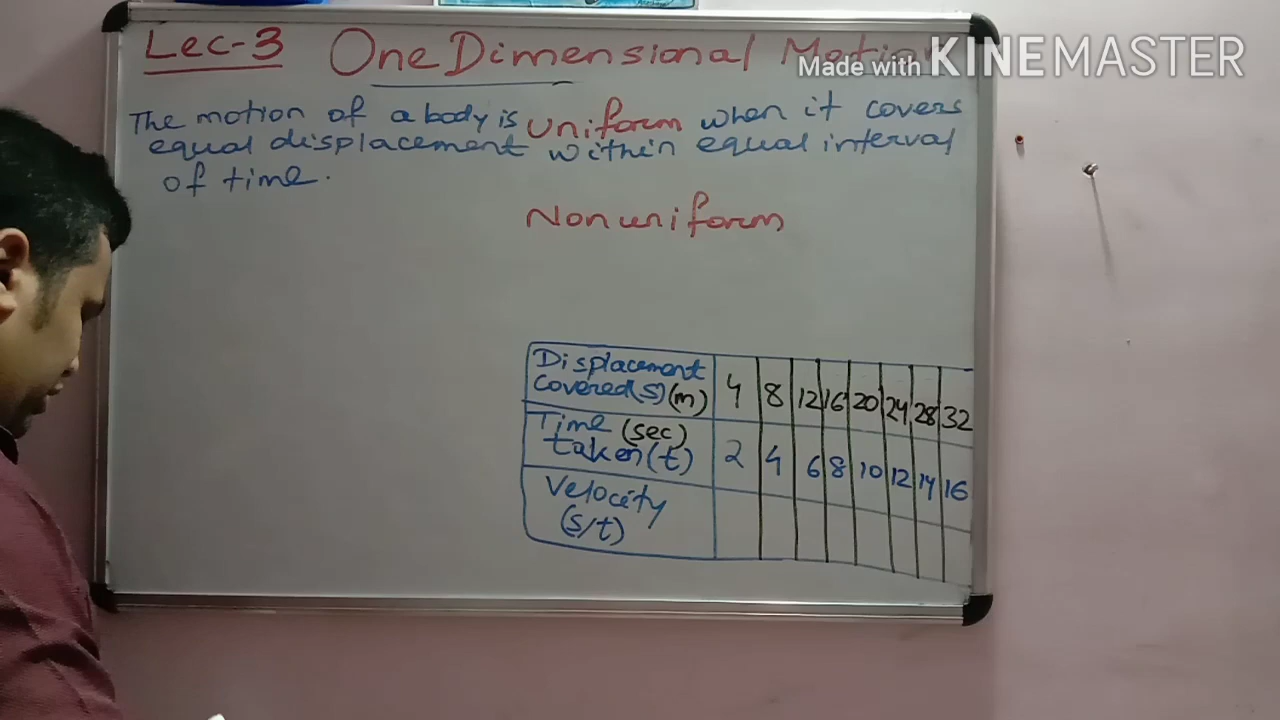 Lec-3 One Dimensional Motion
Made with KINEMASTER
The motion of a body is uniform when it covers
equal displacement within equal interval
of time.
Nonuniform
Displacement
covered(s)(m) 4 8 12 16 20 24 28 32
Time (sec)
taken(t) 2 4 6 8 10 12 14 16
Velocity
(s/t)